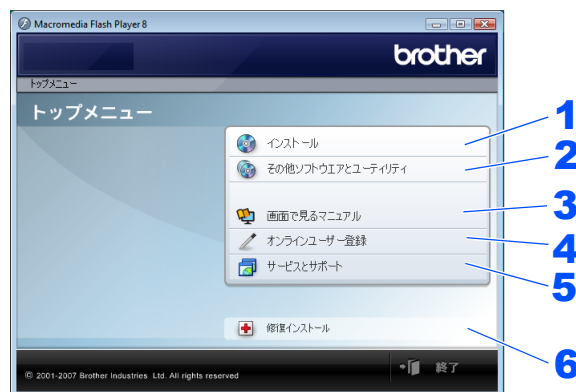 Macromedia Flash Player 8
brother
トップメニュー
トップメニュー
インストール
1
その他ソフトウエアとユーティリティ
2
画面で見るマニュアル
3
オンラインユーザー登録
4
サービスとサポート
5
修復インストール
6
© 2001-2007 Brother Industries Ltd. All rights reserved
終了